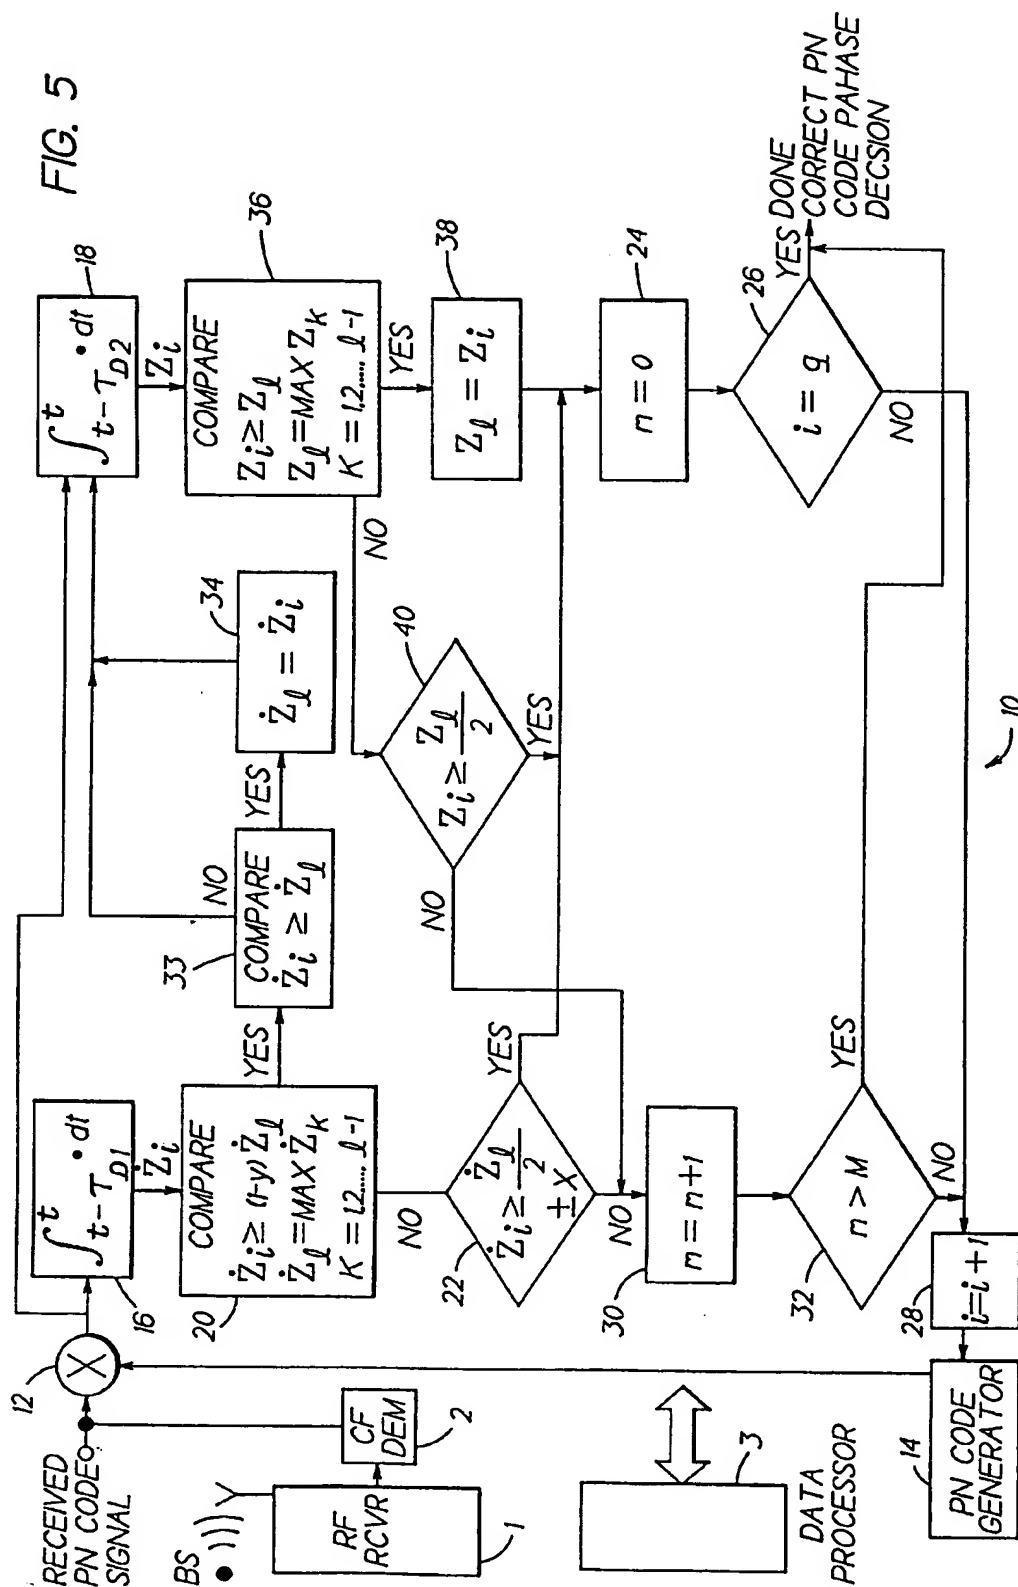 FIG. 5
RECEIVED
PN CODE
SIGNAL
12
X
BS
RF
RCVR
1
CF
DEM
2
3
DATA
PROCESSOR
PN CODE
GENERATOR
14
∫ t t-T_D1 • dt
16
Żi
COMPARE
Żi ≥ (1-y)Żℓ
Żℓ = MAX Żk
K = 1,2,.... ℓ-1
20
YES
NO
COMPARE
Żi ≥ Żℓ
33
NO
YES
Żℓ = Żi
34
∫ t t-T_D2 • dt
18
Zi
COMPARE
Zi ≥ Zℓ
Zℓ = MAX Zk
K = 1,2,.... ℓ-1
36
NO
YES
Żi ≥ Żℓ/2
± X
22
YES
NO
Zi ≥ Zℓ/2
40
NO
YES
Zℓ = Zi
38
n = 0
24
n = n+1
30
n > M
32
YES
NO
i = q
26
NO
YES
DONE
CORRECT PN
CODE PAHASE
DECSION
i=i+1
28
10